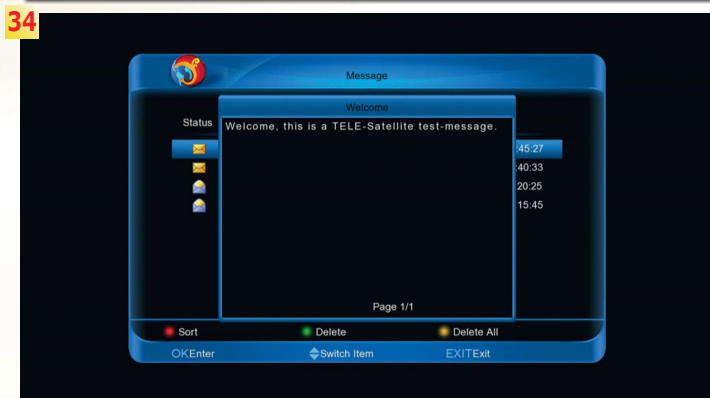 34
Message
Welcome
Status
Welcome, this is a TELE-Satellite test-message.
:45:27
:40:33
:20:25
:15:45
Page 1/1
Sort Delete Delete All
OKEnter Switch Item EXITExit